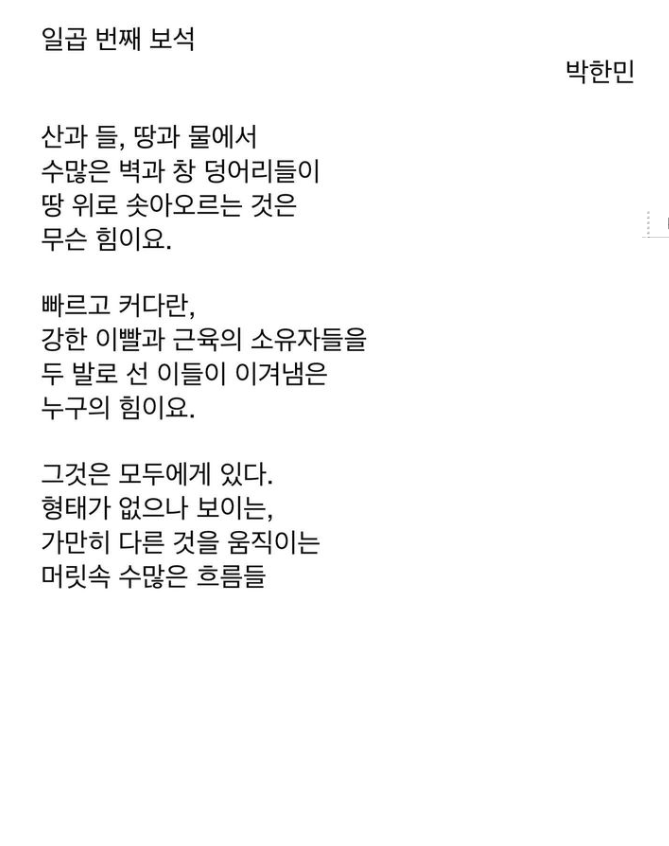 일곱 번째 보석
박한민
산과 들, 땅과 물에서
수많은 벽과 창 덩어리들이
땅 위로 솟아오르는 것은
무슨 힘이요.
빠르고 커다란,
강한 이빨과 근육의 소유자들을
두 발로 선 이들이 이겨냄은
누구의 힘이요.
그것은 모두에게 있다.
형태가 없으나 보이는,
가만히 다른 것을 움직이는
머릿속 수많은 흐름들